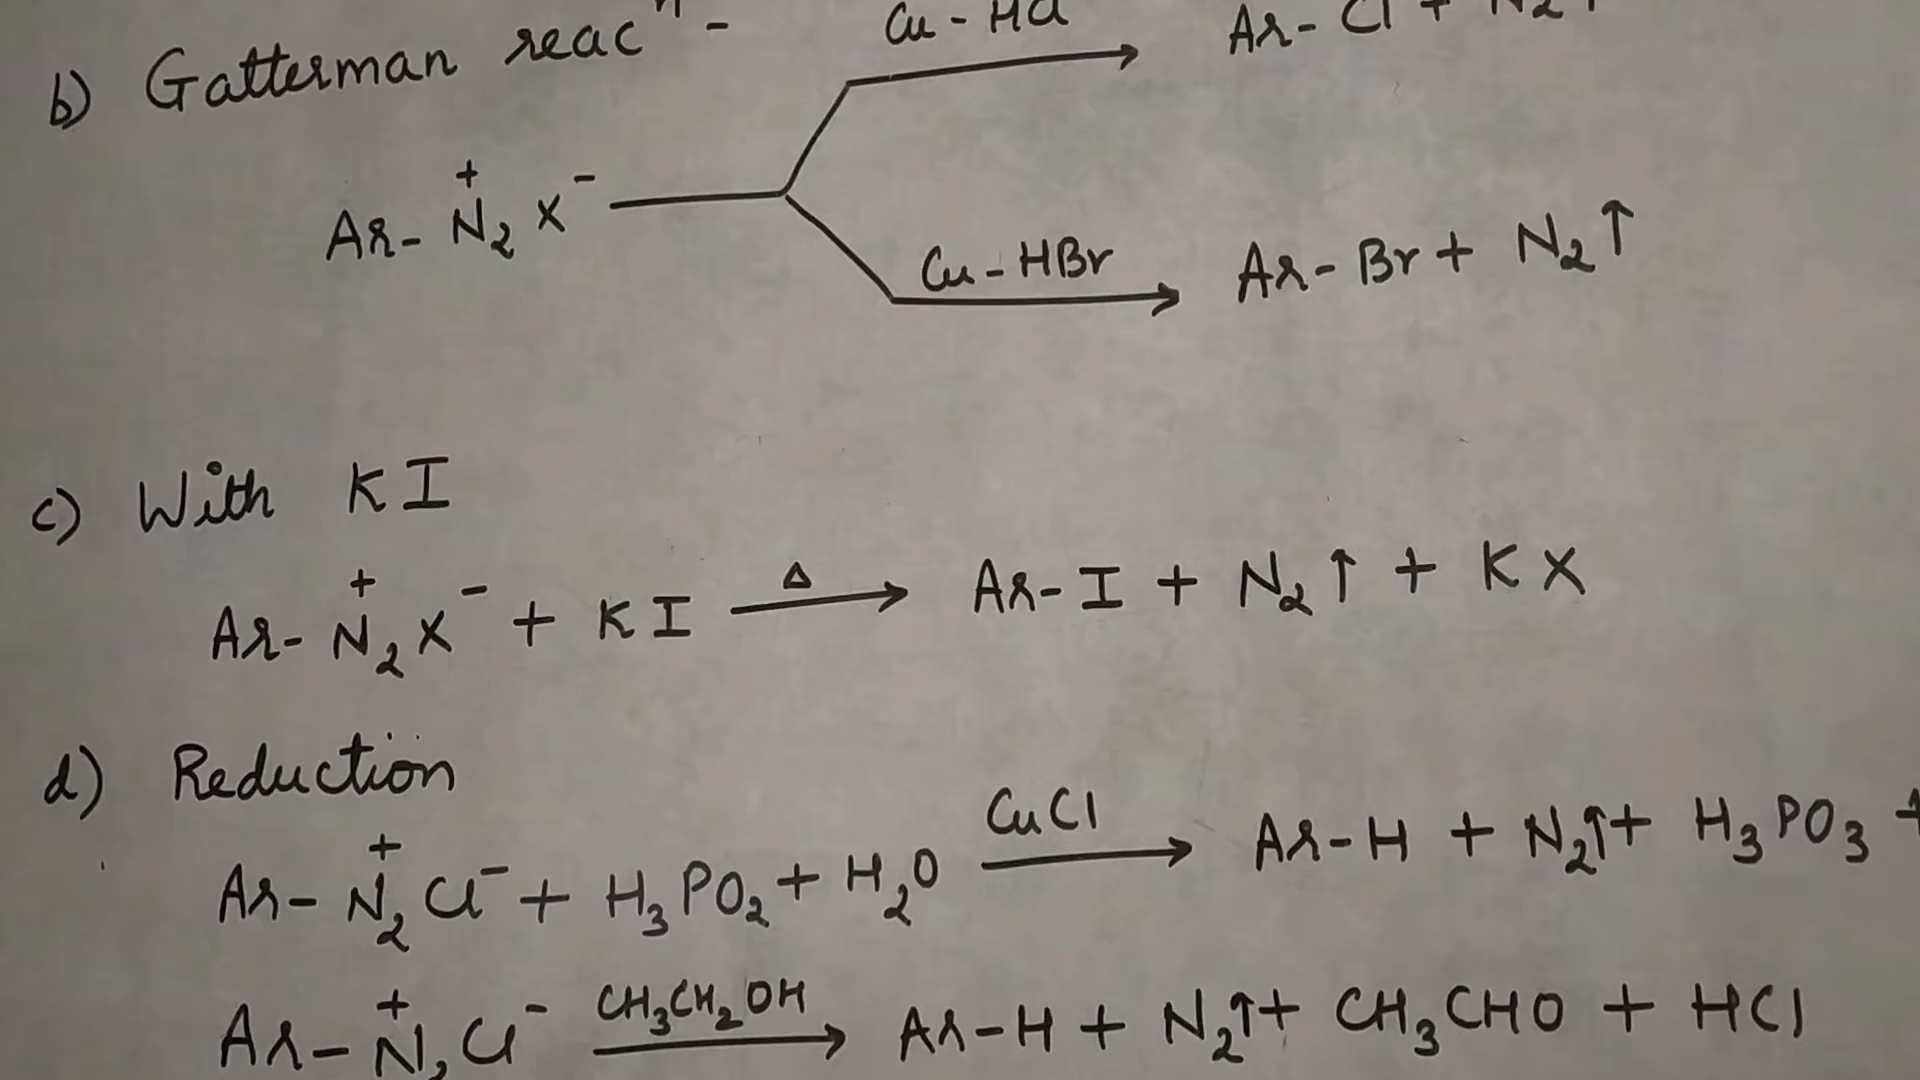 b) Gatterman reacⁿ -
Cu - HCl Ar - Cl + N₂↑
Ar - N₂⁺ X⁻
Cu - HBr Ar - Br + N₂↑
c) With KI
Ar - N₂⁺ X⁻ + KI Δ→ Ar - I + N₂↑ + KX
d) Reduction
Ar - N₂⁺ Cl⁻ + H₃PO₂ + H₂O CuCl→ Ar - H + N₂↑ + H₃PO₃ +
Ar - N₂⁺ Cl⁻ CH₃CH₂OH→ Ar - H + N₂↑ + CH₃CHO + HCl